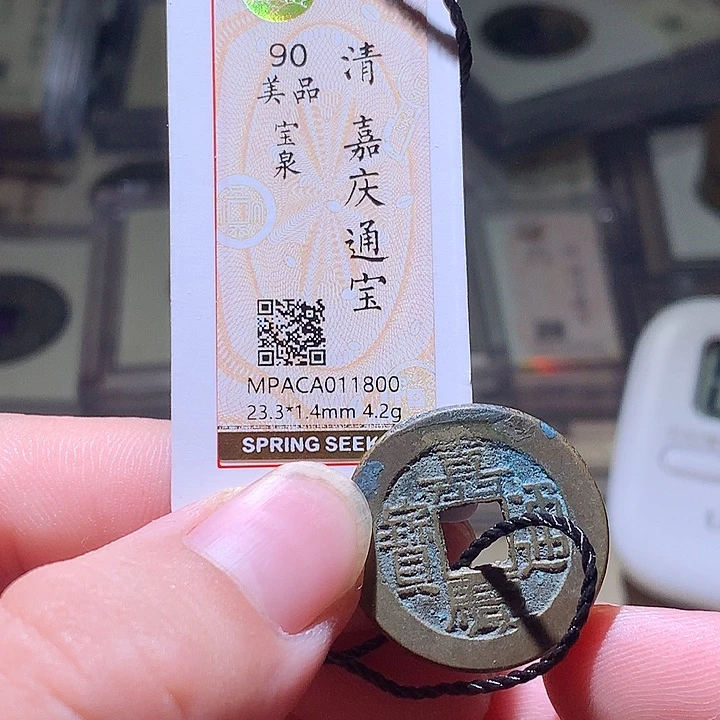 清 嘉庆通宝
90
美品
宝泉
MPACA011800
23.3*1.4mm 4.2g
SPRING SEEK
嘉慶通寶